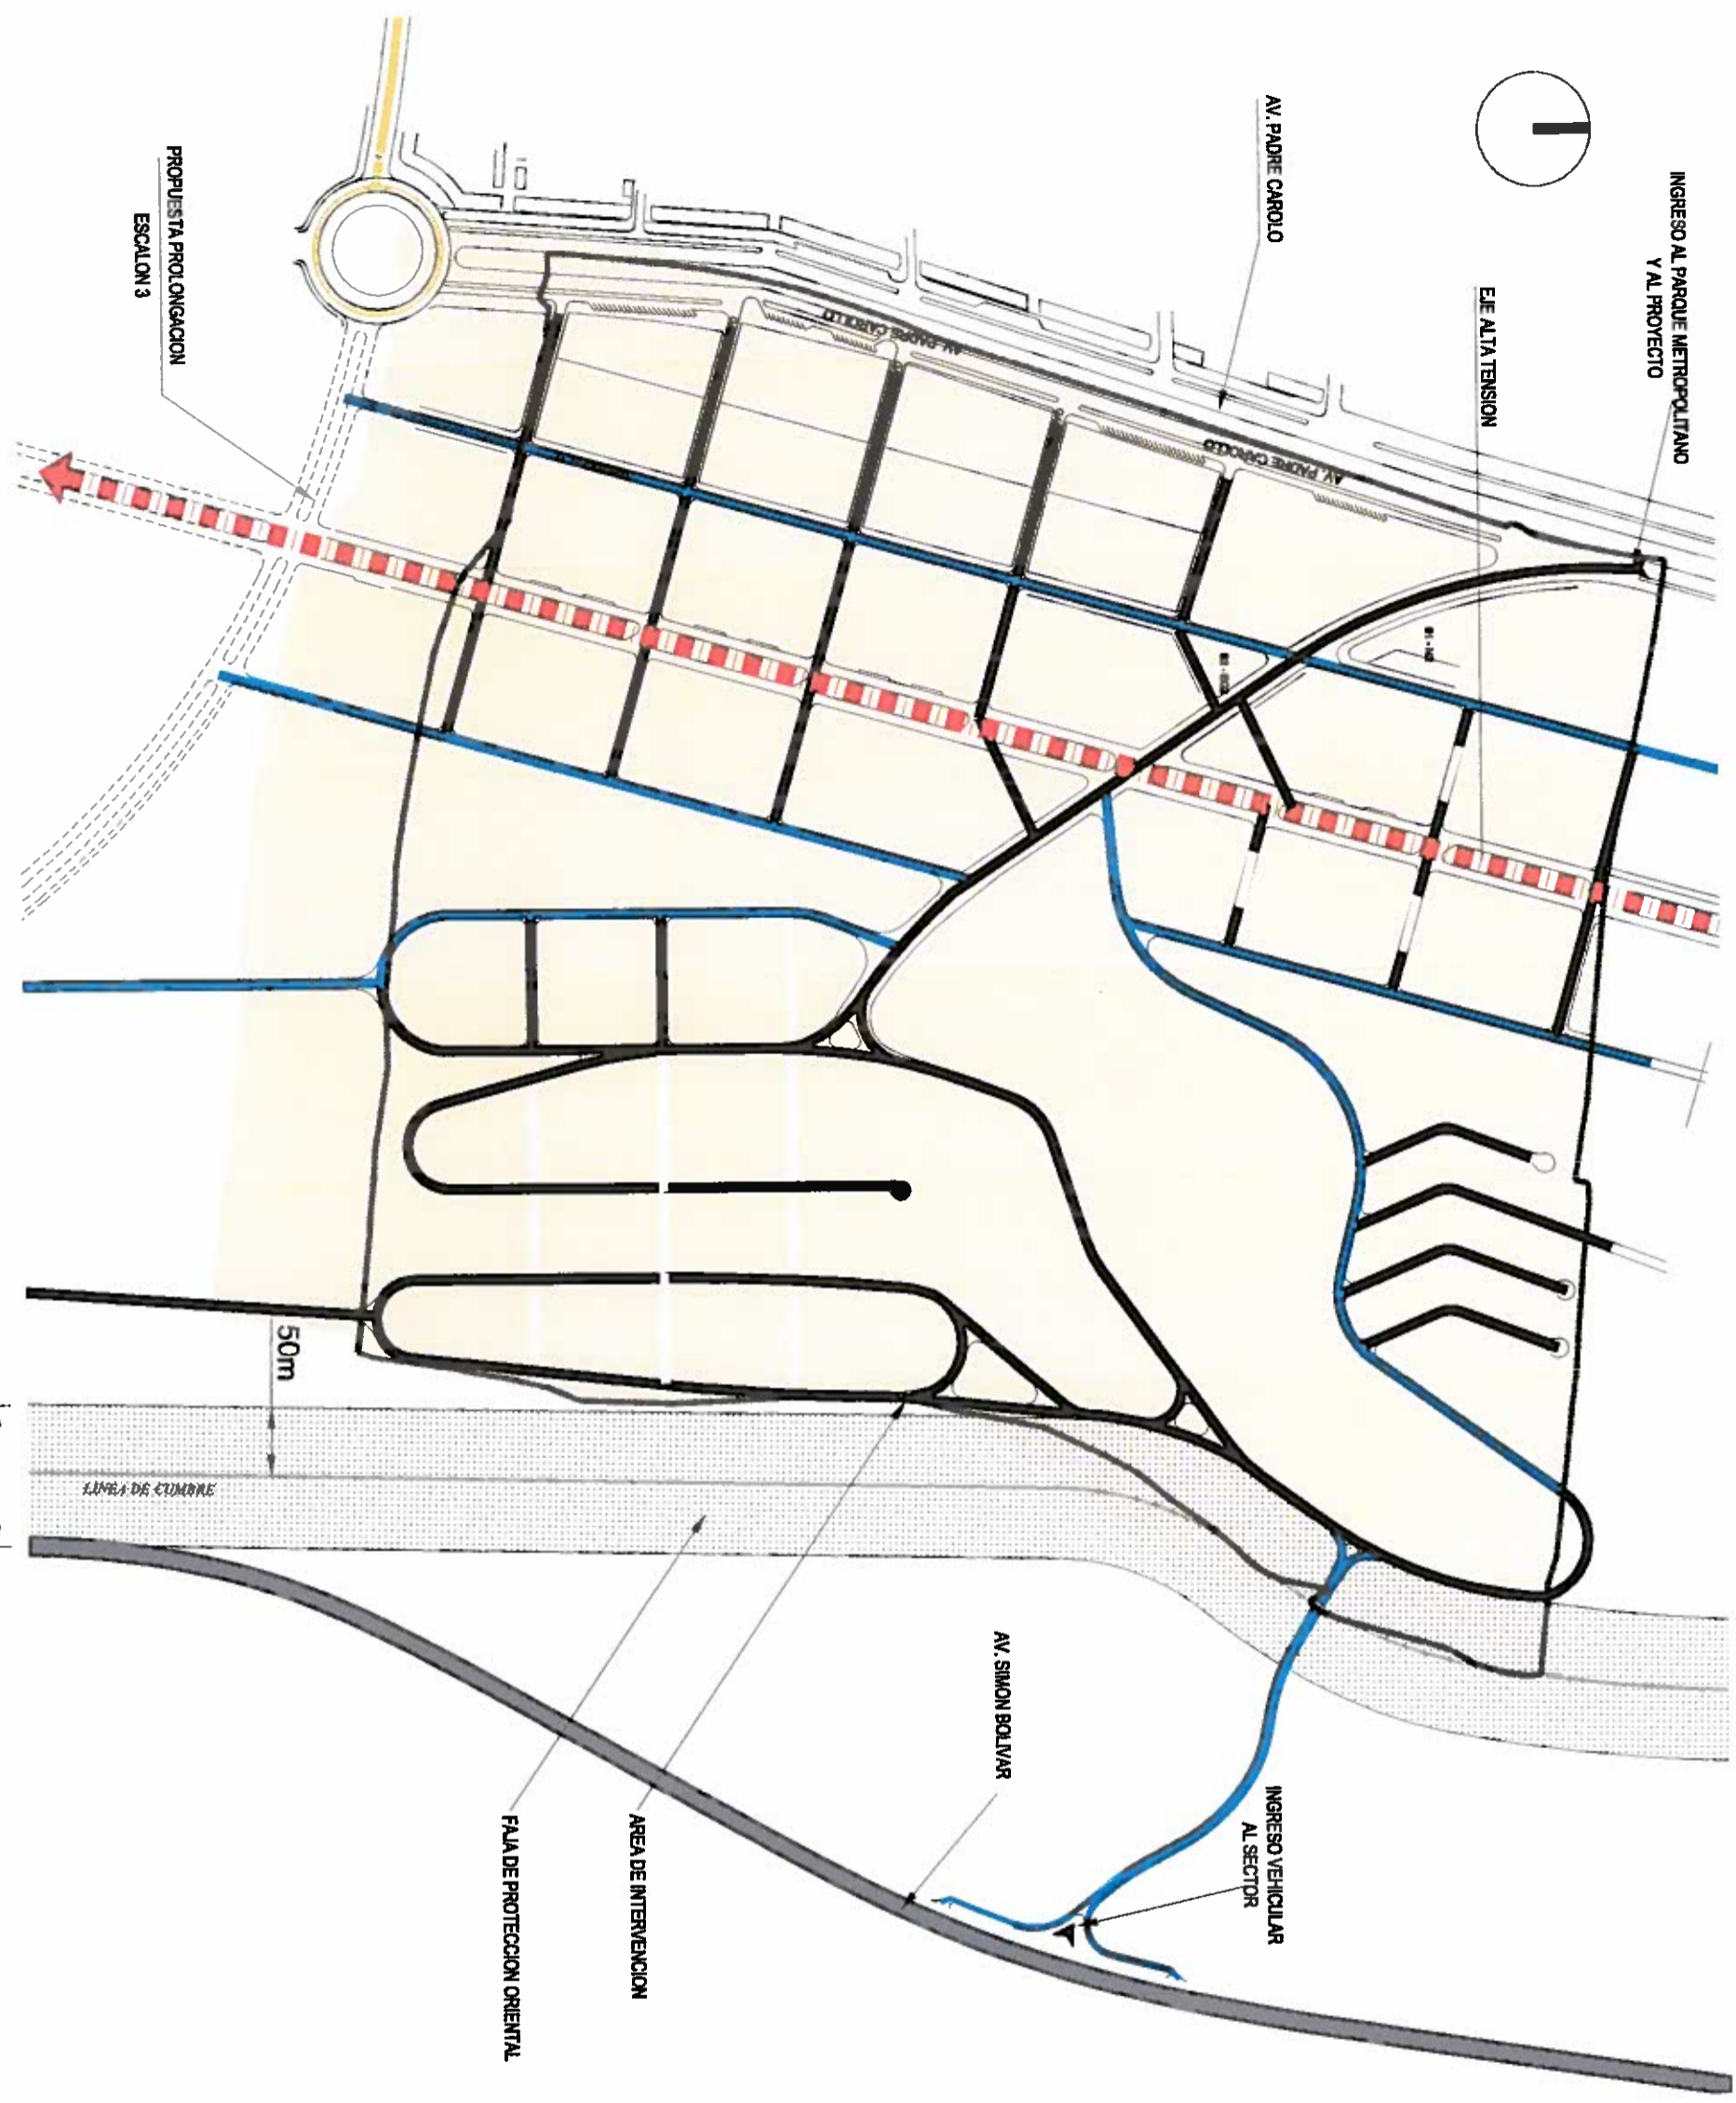 INGRESO AL PARQUE METROPOLITANO
Y AL PROYECTO
EJE ALTA TENSION
AV. PADRE CAROLO
PROPUESTA PROLONGACION
ESCALON 3
AV. PADRE CAROLLO
AV. PADRE CAROLLO
50m
LINEA DE CUMBRE
INGRESO VEHICULAR
AL SECTOR
AV. SIMON BOLIVAR
AREA DE INTERVENCION
FAJA DE PROTECCION ORIENTAL